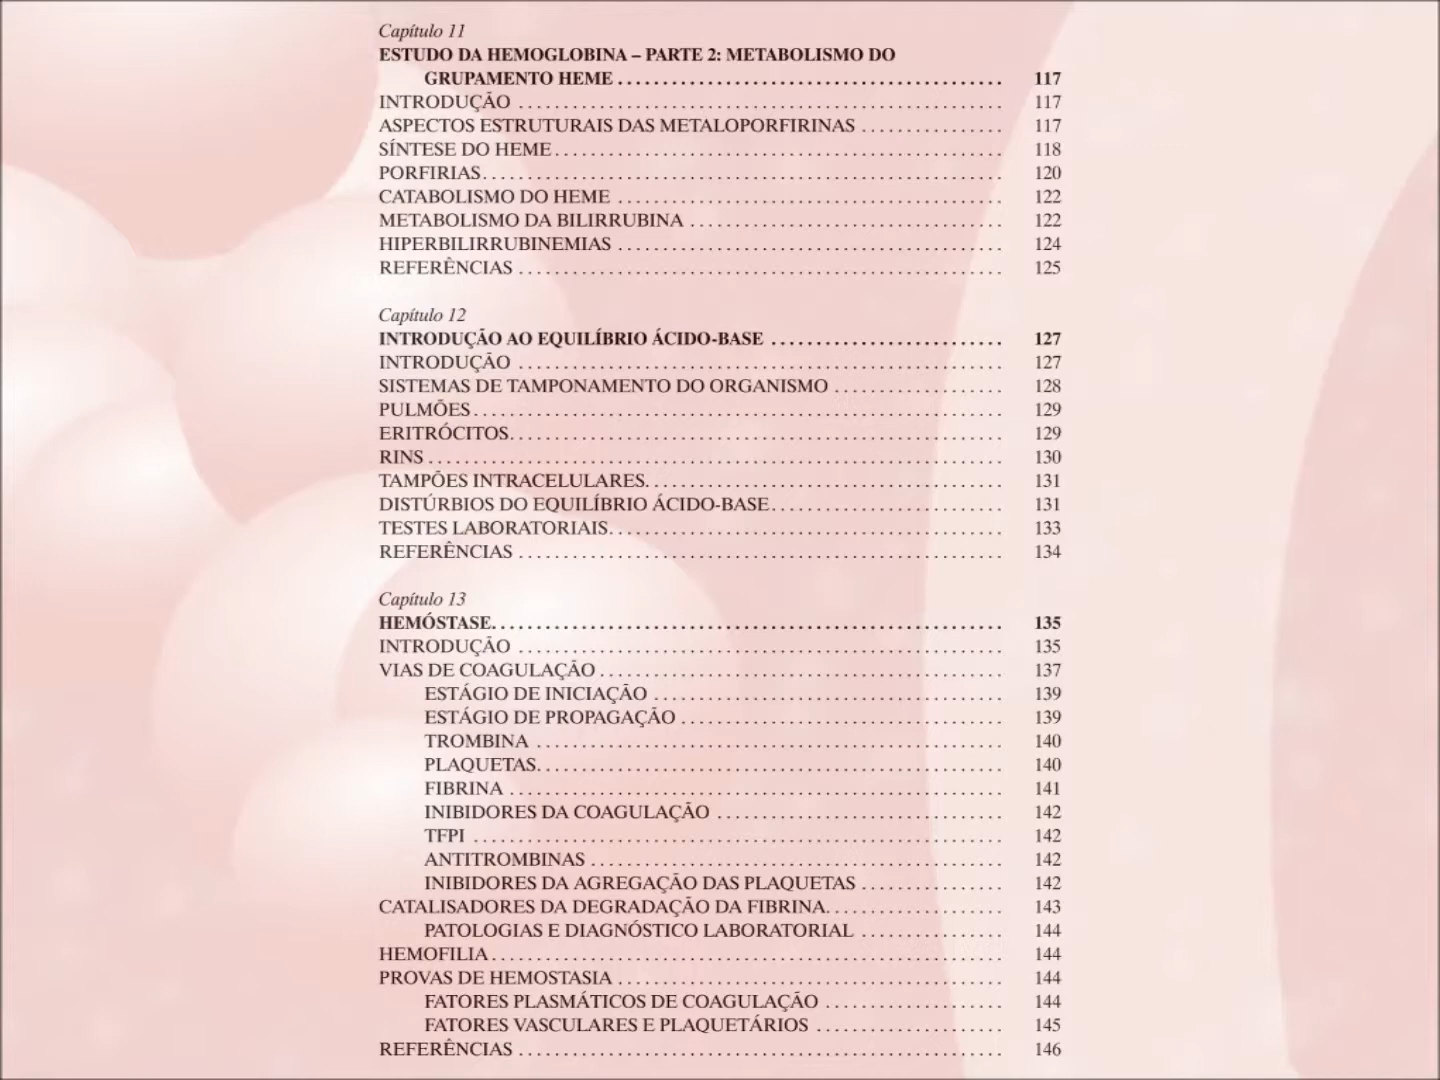 Capítulo 11
ESTUDO DA HEMOGLOBINA – PARTE 2: METABOLISMO DO
GRUPAMENTO HEME . . . . . . . . . . . . . . . . . . . . 117
INTRODUÇÃO . . . . . . . . . . . . . . . . . . . . 117
ASPECTOS ESTRUTURAIS DAS METALOPORFIRINAS . . . . . . . . . . 117
SÍNTESE DO HEME . . . . . . . . . . . . . . . . . . . . 118
PORFIRIAS . . . . . . . . . . . . . . . . . . . . 120
CATABOLISMO DO HEME . . . . . . . . . . . . . . . . . . . . 122
METABOLISMO DA BILIRRUBINA . . . . . . . . . . . . . . . . . . . . 122
HIPERBILIRRUBINEMIAS . . . . . . . . . . . . . . . . . . . . 124
REFERÊNCIAS . . . . . . . . . . . . . . . . . . . . 125
Capítulo 12
INTRODUÇÃO AO EQUILÍBRIO ÁCIDO-BASE . . . . . . . . . . . . . . . 127
INTRODUÇÃO . . . . . . . . . . . . . . . . . . . . 127
SISTEMAS DE TAMPONAMENTO DO ORGANISMO . . . . . . . . . . 128
PULMÕES . . . . . . . . . . . . . . . . . . . . 129
ERITRÓCITOS . . . . . . . . . . . . . . . . . . . . 129
RINS . . . . . . . . . . . . . . . . . . . . 130
TAMPÕES INTRACELULARES . . . . . . . . . . . . . . . . . . . . 131
DISTÚRBIOS DO EQUILÍBRIO ÁCIDO-BASE . . . . . . . . . . . . . . . 131
TESTES LABORATORIAIS . . . . . . . . . . . . . . . . . . . . 133
REFERÊNCIAS . . . . . . . . . . . . . . . . . . . . 134
Capítulo 13
HEMÓSTASE . . . . . . . . . . . . . . . . . . . . 135
INTRODUÇÃO . . . . . . . . . . . . . . . . . . . . 135
VIAS DE COAGULAÇÃO . . . . . . . . . . . . . . . . . . . . 137
ESTÁGIO DE INICIAÇÃO . . . . . . . . . . . . . . . . . . . . 139
ESTÁGIO DE PROPAGAÇÃO . . . . . . . . . . . . . . . . . . . . 139
TROMBINA . . . . . . . . . . . . . . . . . . . . 140
PLAQUETAS . . . . . . . . . . . . . . . . . . . . 140
FIBRINA . . . . . . . . . . . . . . . . . . . . 141
INIBIDORES DA COAGULAÇÃO . . . . . . . . . . . . . . . . . . . . 142
TFPI . . . . . . . . . . . . . . . . . . . . 142
ANTITROMBINAS . . . . . . . . . . . . . . . . . . . . 142
INIBIDORES DA AGREGAÇÃO DAS PLAQUETAS . . . . . . . . . . 142
CATALISADORES DA DEGRADAÇÃO DA FIBRINA . . . . . . . . . . 143
PATOLOGIAS E DIAGNÓSTICO LABORATORIAL . . . . . . . . . . 144
HEMOFILIA . . . . . . . . . . . . . . . . . . . . 144
PROVAS DE HEMOSTASIA . . . . . . . . . . . . . . . . . . . . 144
FATORES PLASMÁTICOS DE COAGULAÇÃO . . . . . . . . . . 144
FATORES VASCULARES E PLAQUETÁRIOS . . . . . . . . . . 145
REFERÊNCIAS . . . . . . . . . . . . . . . . . . . . 146